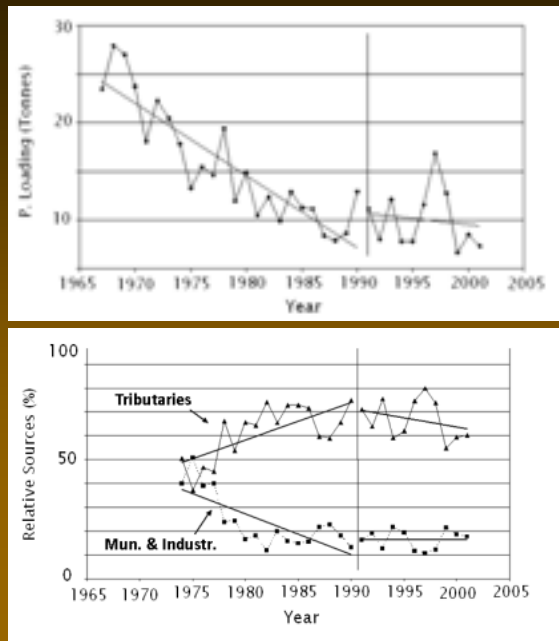 P. Loading (Tonnes)
30
20
10
1965 1970 1975 1980 1985 1990 1995 2000 2005
Year
Relative Sources (%)
100
Tributaries
50
Mun. & Industr.
0
1965 1970 1975 1980 1985 1990 1995 2000 2005
Year